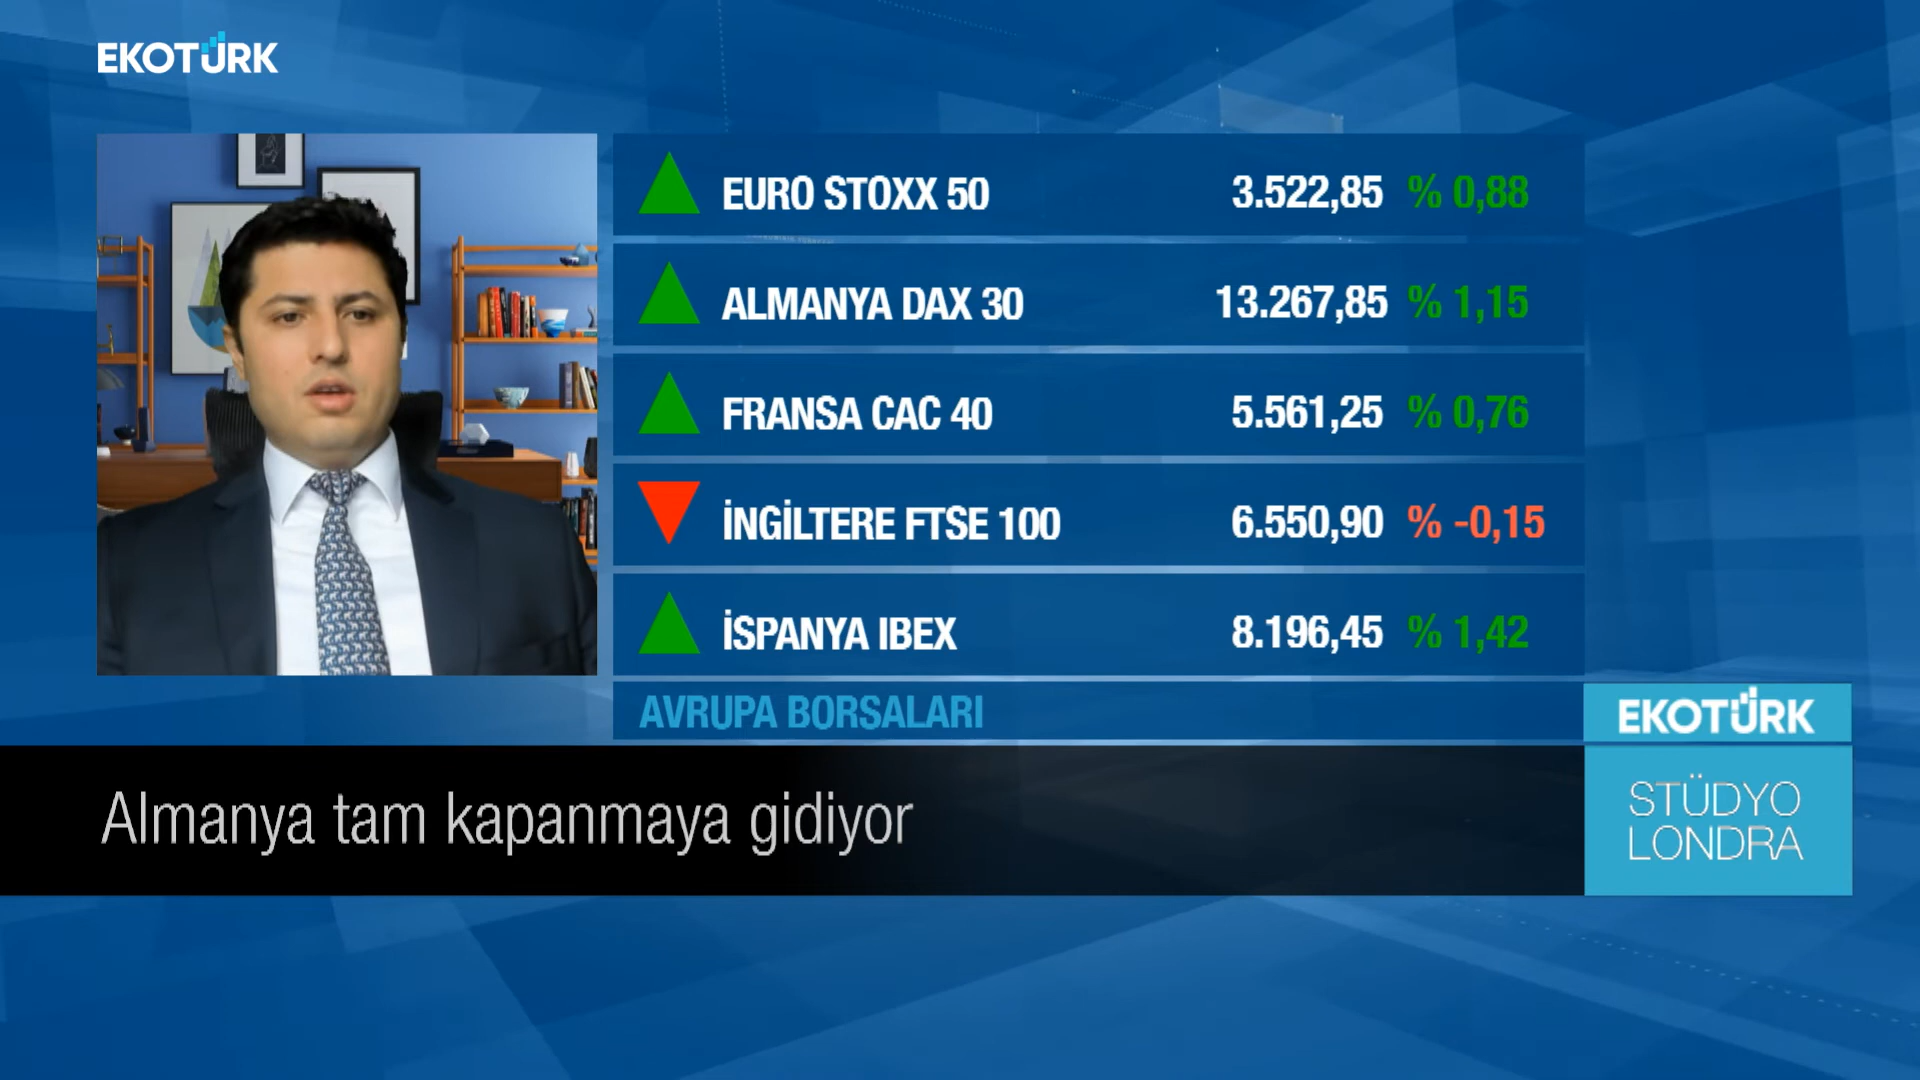 EKOTÜRK
EURO STOXX 50 3.522,85 % 0,88
ALMANYA DAX 30 13.267,85 % 1,15
FRANSA CAC 40 5.561,25 % 0,76
İNGİLTERE FTSE 100 6.550,90 % -0,15
İSPANYA IBEX 8.196,45 % 1,42
AVRUPA BORSALARI
EKOTÜRK
Almanya tam kapanmaya gidiyor
STÜDYO
LONDRA